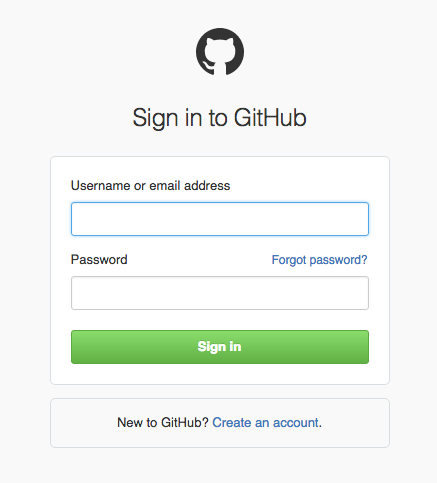 Sign in to GitHub
Username or email address
Password Forgot password?
Sign in
New to GitHub? Create an account.